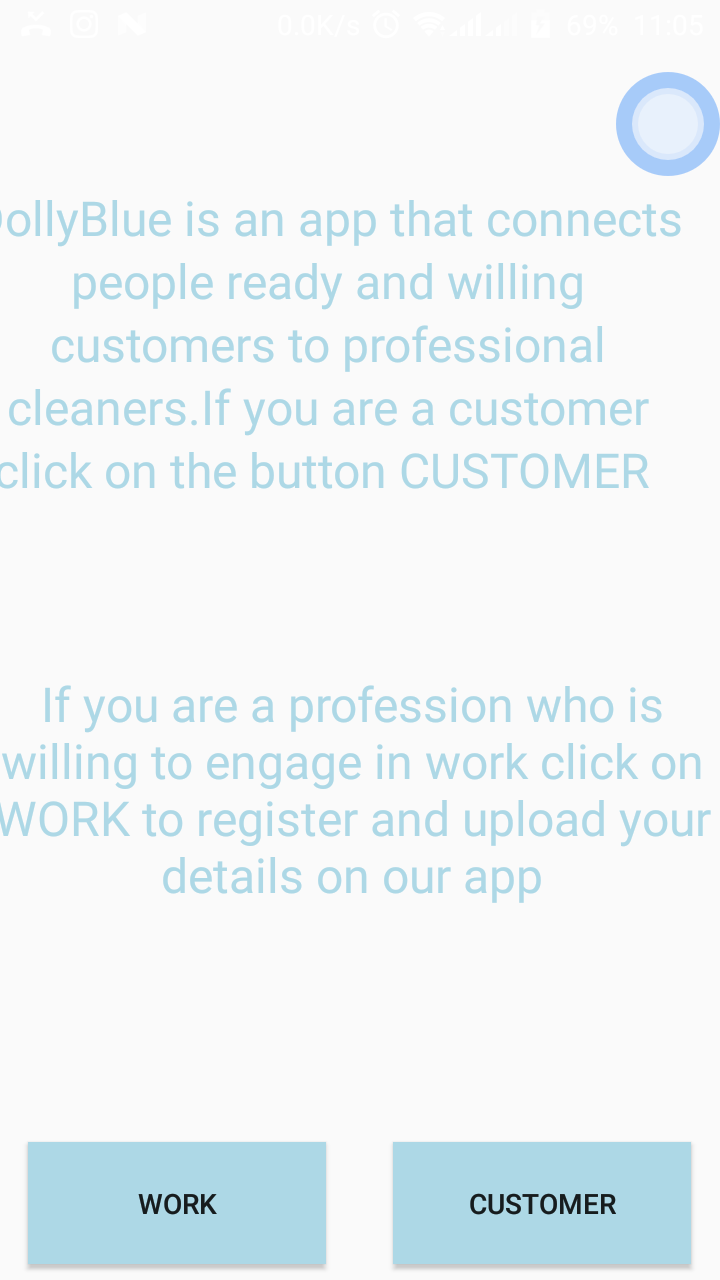 0.0K/s 69% 11:05
DollyBlue is an app that connects
people ready and willing
customers to professional
cleaners.If you are a customer
click on the button CUSTOMER
If you are a profession who is
willing to engage in work click on
WORK to register and upload your
details on our app
WORK CUSTOMER